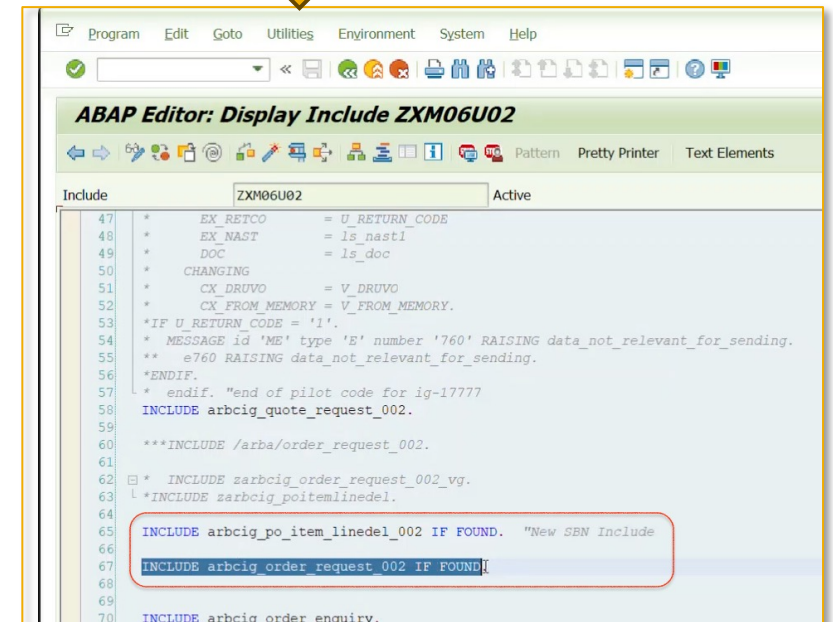 Program Edit Goto Utilities Environment System Help
ABAP Editor: Display Include ZXM06U02
Pattern Pretty Printer Text Elements
Include ZXM06U02 Active
47 * EX_RETCO = U_RETURN_CODE
48 * EX_NAST = ls_nast1
49 * DOC = ls_doc
50 * CHANGING
51 * CX_DRUVO = V_DRUVO
52 * CX_FROM_MEMORY = V_FROM_MEMORY.
53 *IF U_RETURN_CODE = '1'.
54 * MESSAGE id 'ME' type 'E' number '760' RAISING data_not_relevant_for_sending.
55 ** e760 RAISING data_not_relevant_for_sending.
56 *ENDIF.
57 * endif. "end of pilot code for ig-17777
58 INCLUDE arbcig_quote_request_002.
59
60 ***INCLUDE /arba/order_request_002.
61
62 * INCLUDE zarbcig_order_request_002_vg.
63 *INCLUDE zarbcig_poitemlinedel.
64
65 INCLUDE arbcig_po_item_linedel_002 IF FOUND. "New SBN Include
66
67 INCLUDE arbcig_order_request_002 IF FOUND
68
69
70 INCLUDE arbcig_order_enquiry.